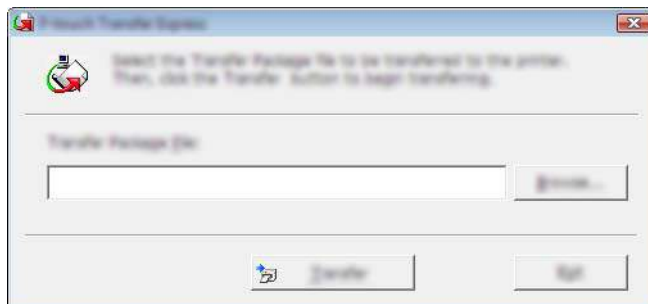 P-touch Transfer Express
Select the Transfer Package file to be transferred to the printer.
Then, click the Transfer button to begin transferring.
Transfer Package File:
Browse...
Transfer
Exit